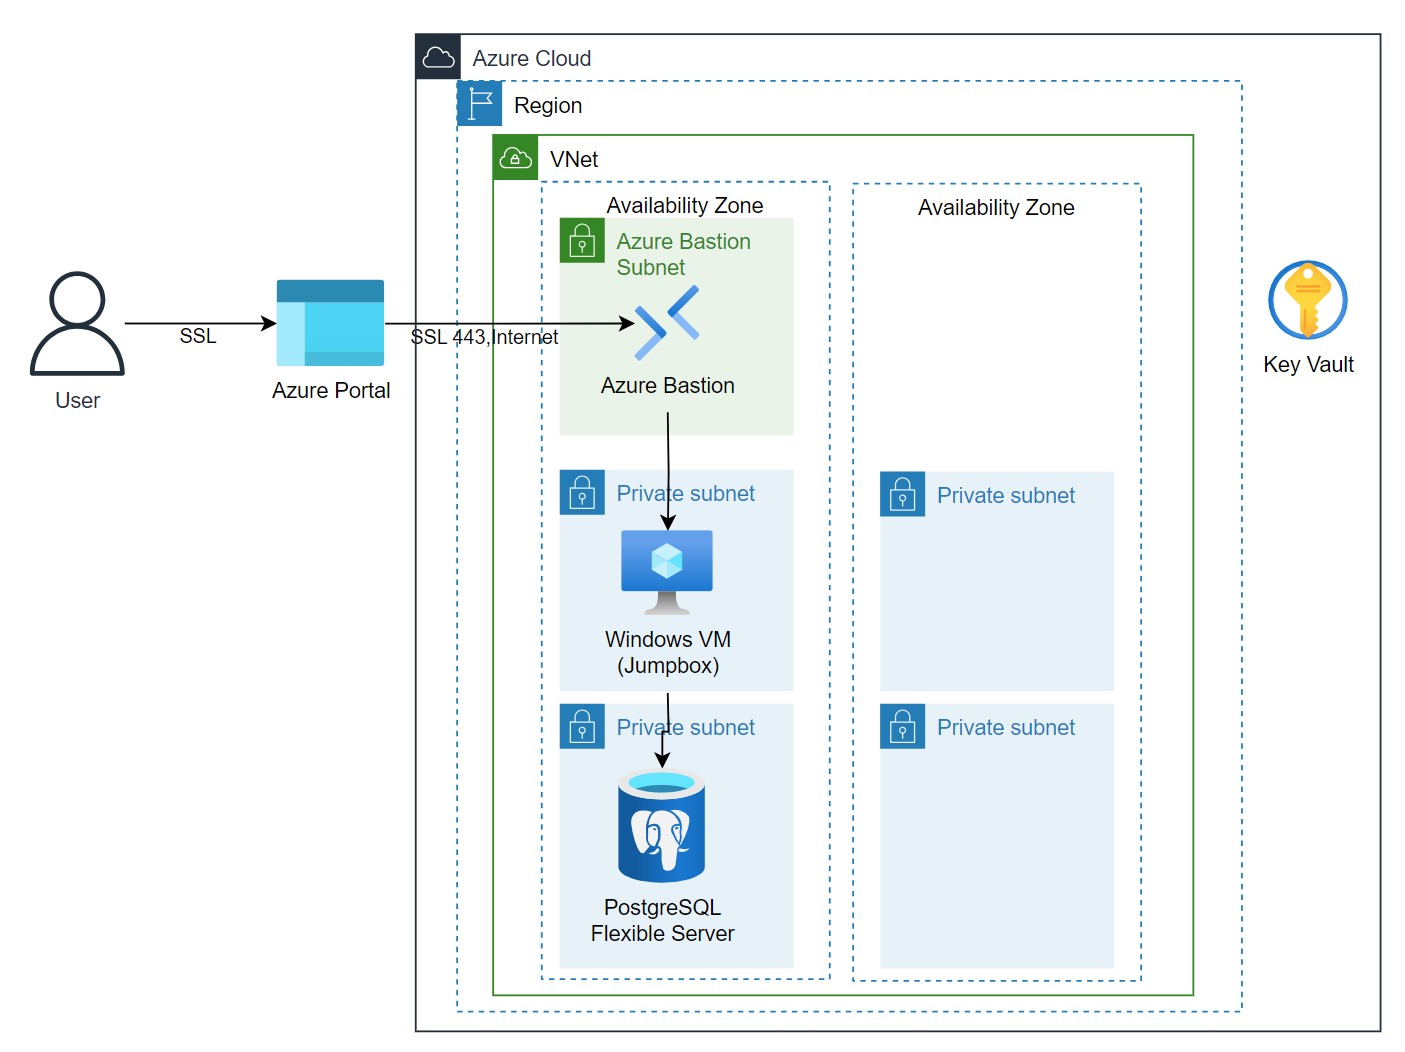 Azure Cloud
Region
VNet
Availability Zone
Availability Zone
Azure Bastion
Subnet
SSL
SSL 443,Internet
User
Azure Portal
Azure Bastion
Key Vault
Private subnet
Private subnet
Windows VM
(Jumpbox)
Private subnet
Private subnet
PostgreSQL
Flexible Server